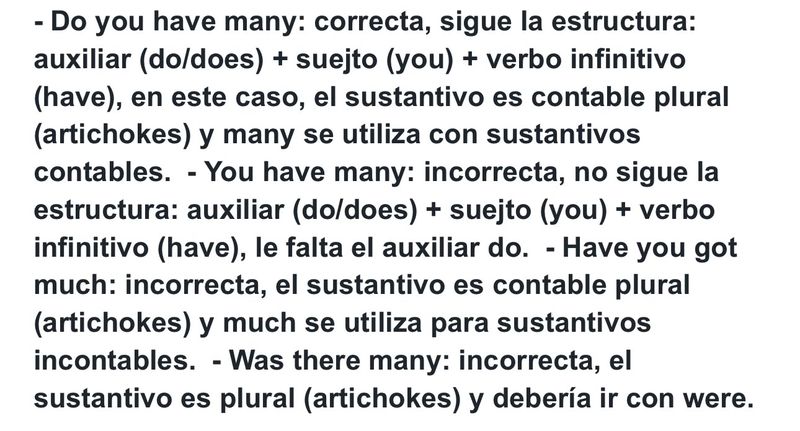 - Do you have many: correcta, sigue la estructura:
auxiliar (do/does) + suejto (you) + verbo infinitivo
(have), en este caso, el sustantivo es contable plural
(artichokes) y many se utiliza con sustantivos
contables.  - You have many: incorrecta, no sigue la
estructura: auxiliar (do/does) + suejto (you) + verbo
infinitivo (have), le falta el auxiliar do.  - Have you got
much: incorrecta, el sustantivo es contable plural
(artichokes) y much se utiliza para sustantivos
incontables.  - Was there many: incorrecta, el
sustantivo es plural (artichokes) y debería ir con were.